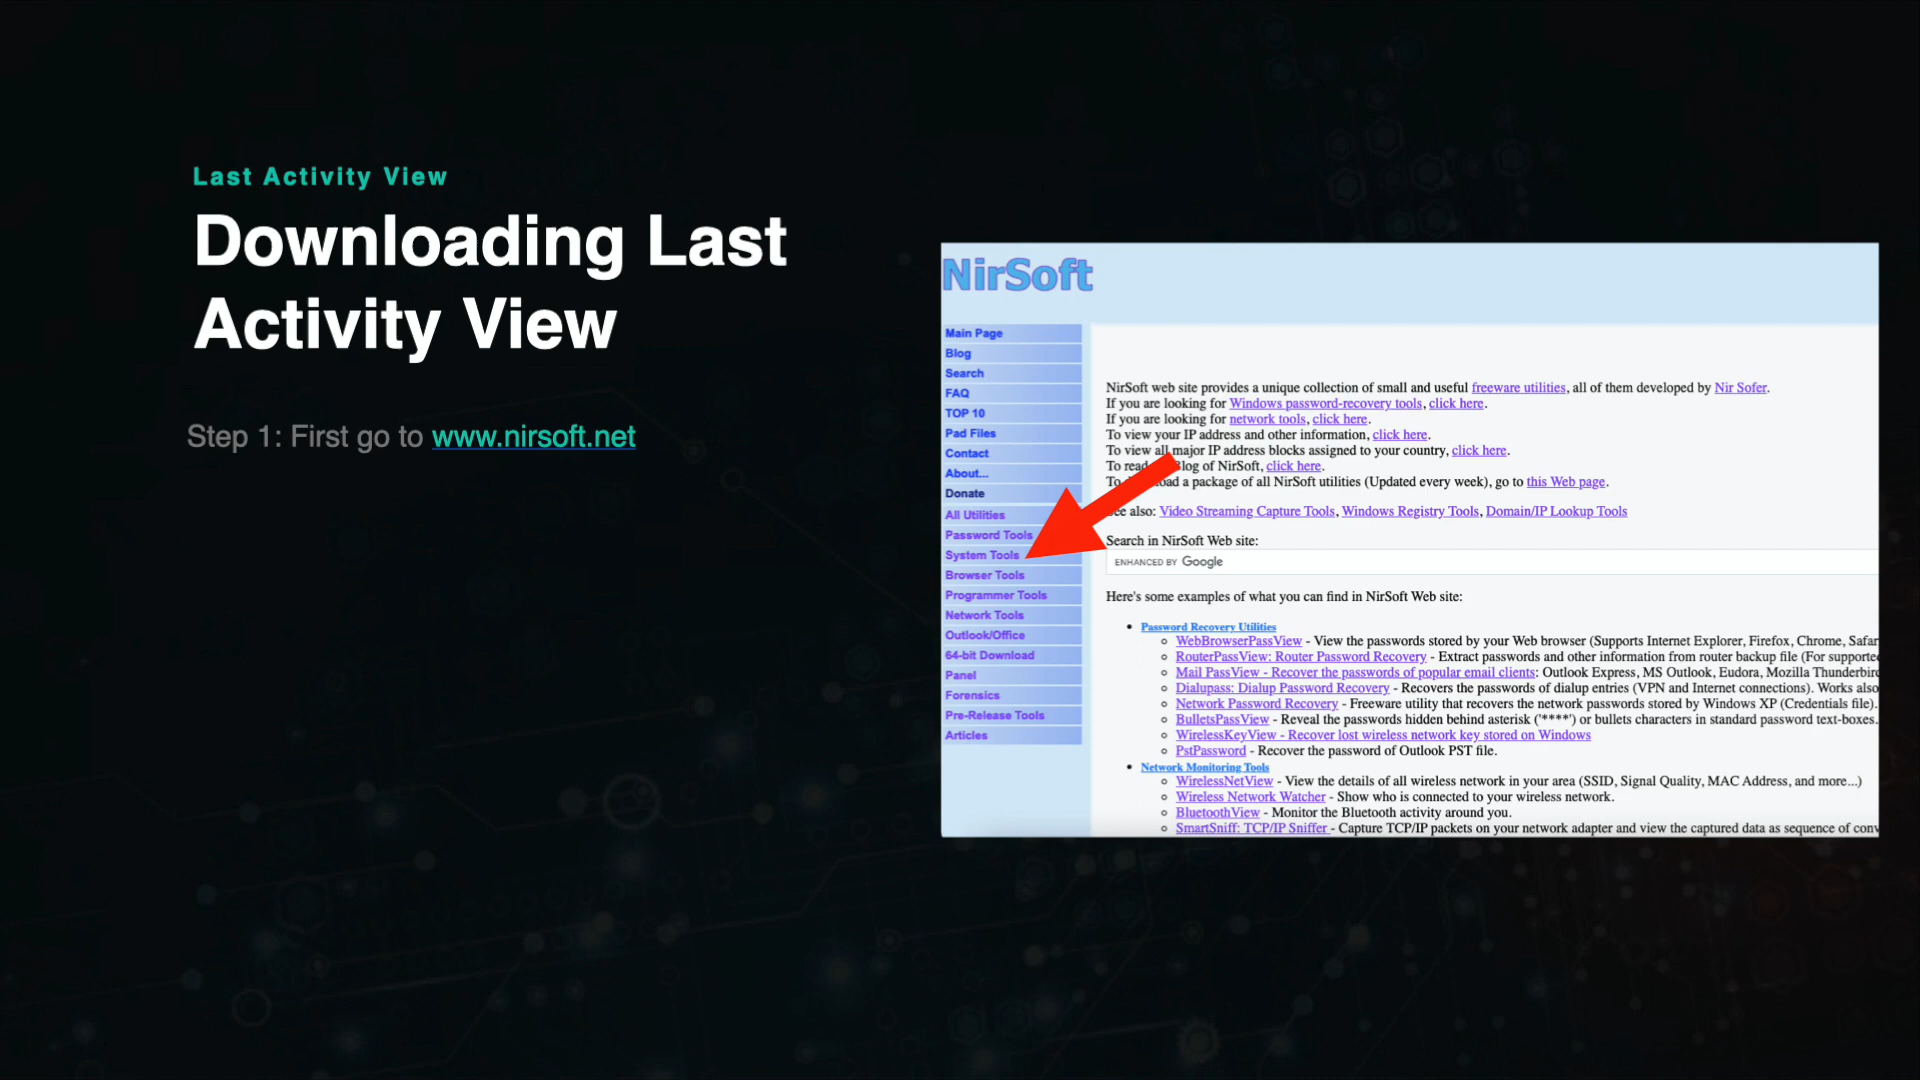 Last Activity View
Downloading Last
Activity View
Step 1: First go to www.nirsoft.net
NirSoft
Main Page
Blog
Search
FAQ
TOP 10
Pad Files
Contact
About...
Donate
All Utilities
Password Tools
System Tools
Browser Tools
Programmer Tools
Network Tools
Outlook/Office
64-bit Download
Panel
Forensics
Pre-Release Tools
Articles
NirSoft web site provides a unique collection of small and useful freeware utilities, all of them developed by Nir Sofer.
If you are looking for Windows password-recovery tools, click here.
If you are looking for network tools, click here.
To view your IP address and other information, click here.
To view all major IP address blocks assigned to your country, click here.
To read Blog of NirSoft, click here.
To a package of all NirSoft utilities (Updated every week), go to this Web page.
also: Video Streaming Capture Tools, Windows Registry Tools, Domain/IP Lookup Tools
Search in NirSoft Web site:
ENHANCED BY Google
Here's some examples of what you can find in NirSoft Web site:
Password Recovery Utilities
WebBrowserPassView - View the passwords stored by your Web browser (Supports Internet Explorer, Firefox, Chrome, Safar
RouterPassView: Router Password Recovery - Extract passwords and other information from router backup file (For supporte
Mail PassView - Recover the passwords of popular email clients: Outlook Express, MS Outlook, Eudora, Mozilla Thunderbird
Dialupass: Dialup Password Recovery - Recovers the passwords of dialup entries (VPN and Internet connections). Works also
Network Password Recovery - Freeware utility that recovers the network passwords stored by Windows XP (Credentials file).
BulletsPassView - Reveal the passwords hidden behind asterisk ('****') or bullets characters in standard password text-boxes.
WirelessKeyView - Recover lost wireless network key stored on Windows
PstPassword - Recover the password of Outlook PST file.
Network Monitoring Tools
WirelessNetView - View the details of all wireless network in your area (SSID, Signal Quality, MAC Address, and more...)
Wireless Network Watcher - Show who is connected to your wireless network.
BluetoothView - Monitor the Bluetooth activity around you.
SmartSniff: TCP/IP Sniffer - Capture TCP/IP packets on your network adapter and view the captured data as sequence of conv